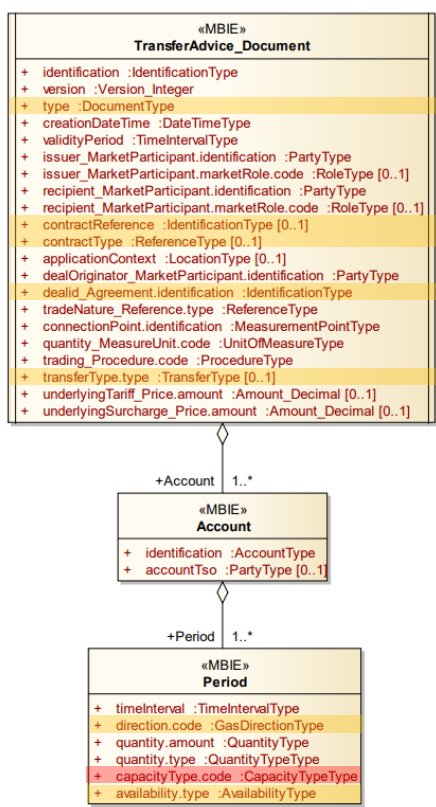 «MBIE»
TransferAdvice_Document
+ identification :IdentificationType
+ version :Version_Integer
+ type :DocumentType
+ creationDateTime :DateTimeType
+ validityPeriod :TimeIntervalType
+ issuer_MarketParticipant.identification :PartyType
+ issuer_MarketParticipant.marketRole.code :RoleType [0..1]
+ recipient_MarketParticipant.identification :PartyType
+ recipient_MarketParticipant.marketRole.code :RoleType [0..1]
+ contractReference :IdentificationType [0..1]
+ contractType :ReferenceType [0..1]
+ applicationContext :LocationType [0..1]
+ dealOriginator_MarketParticipant.identification :PartyType
+ dealid_Agreement.identification :IdentificationType
+ tradeNature_Reference.type :ReferenceType
+ connectionPoint.identification :MeasurementPointType
+ quantity_MeasureUnit.code :UnitOfMeasureType
+ trading_Procedure.code :ProcedureType
+ transferType.type :TransferType [0..1]
+ underlyingTariff_Price.amount :Amount_Decimal [0..1]
+ underlyingSurcharge_Price.amount :Amount_Decimal [0..1]
+Account 1..*
«MBIE»
Account
+ identification :AccountType
+ accountTso :PartyType [0..1]
+Period 1..*
«MBIE»
Period
+ timeInterval :TimeIntervalType
+ direction.code :GasDirectionType
+ quantity.amount :QuantityType
+ quantity.type :QuantityTypeType
+ capacityType.code :CapacityTypeType
+ availability.type :AvailabilityType